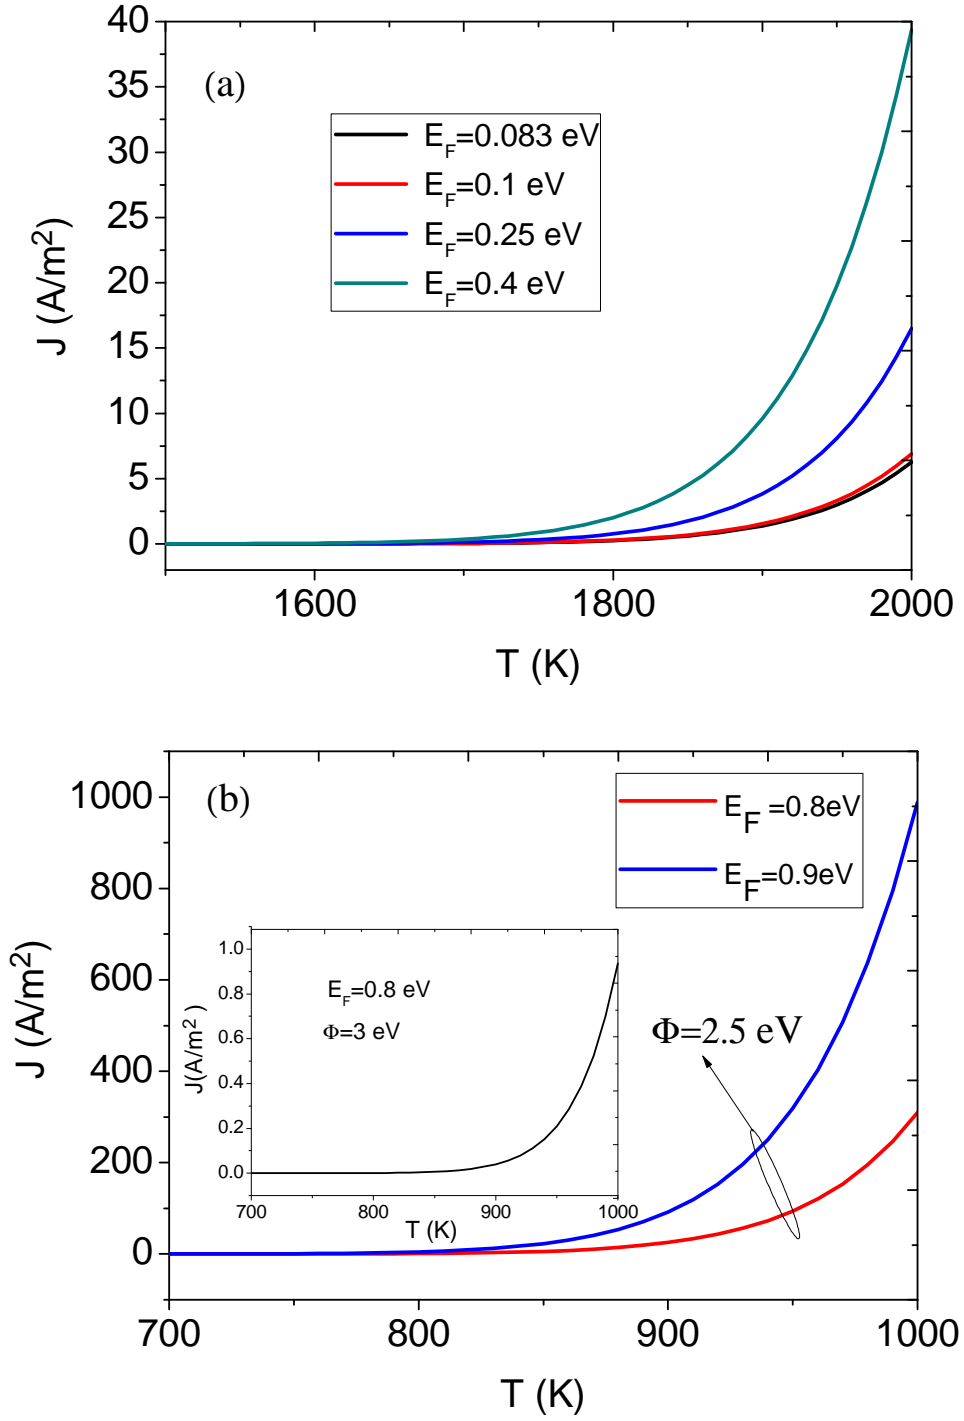 (a)
E_F=0.083 eV
E_F=0.1 eV
E_F=0.25 eV
E_F=0.4 eV
J (A/m²)
40
35
30
25
20
15
10
5
0
1600 1800 2000
T (K)
(b)
E_F =0.8eV
E_F=0.9eV
J (A/m²)
1000
800
600
400
200
0
Φ=2.5 eV
E_F=0.8 eV
Φ=3 eV
J(A/m²)
1.0
0.8
0.6
0.4
0.2
0.0
700 800 900 1000
T (K)
700 800 900 1000
T (K)